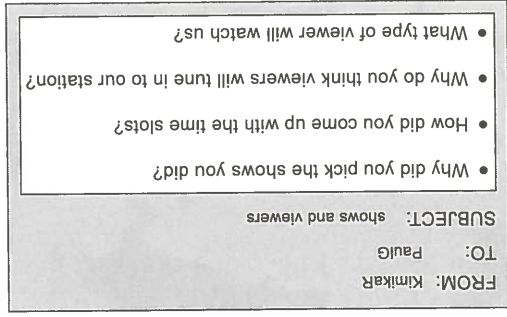 FROM: KimikaR
TO: PaulG
SUBJECT: shows and viewers
• Why did you pick the shows you did?
• How did you come up with the time slots?
• Why do you think viewers will tune in to our station?
• What type of viewer will watch us?